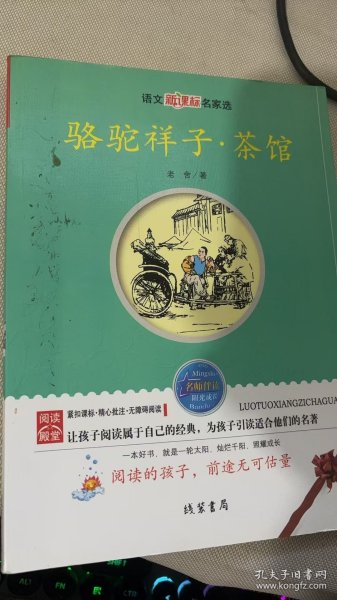 语文新课标名家选
骆驼祥子·茶馆
老舍/著
名师伴读
阅读殿堂
紧扣课标·精心批注·无障碍阅读
LUOTUOXIANGZICHAGUA
让孩子阅读属于自己的经典，为孩子引读适合他们的名著
一本好书，就是一轮太阳，灿烂千阳，照耀成长
阅读的孩子，前途无可估量
线装书局
孔夫子旧书网